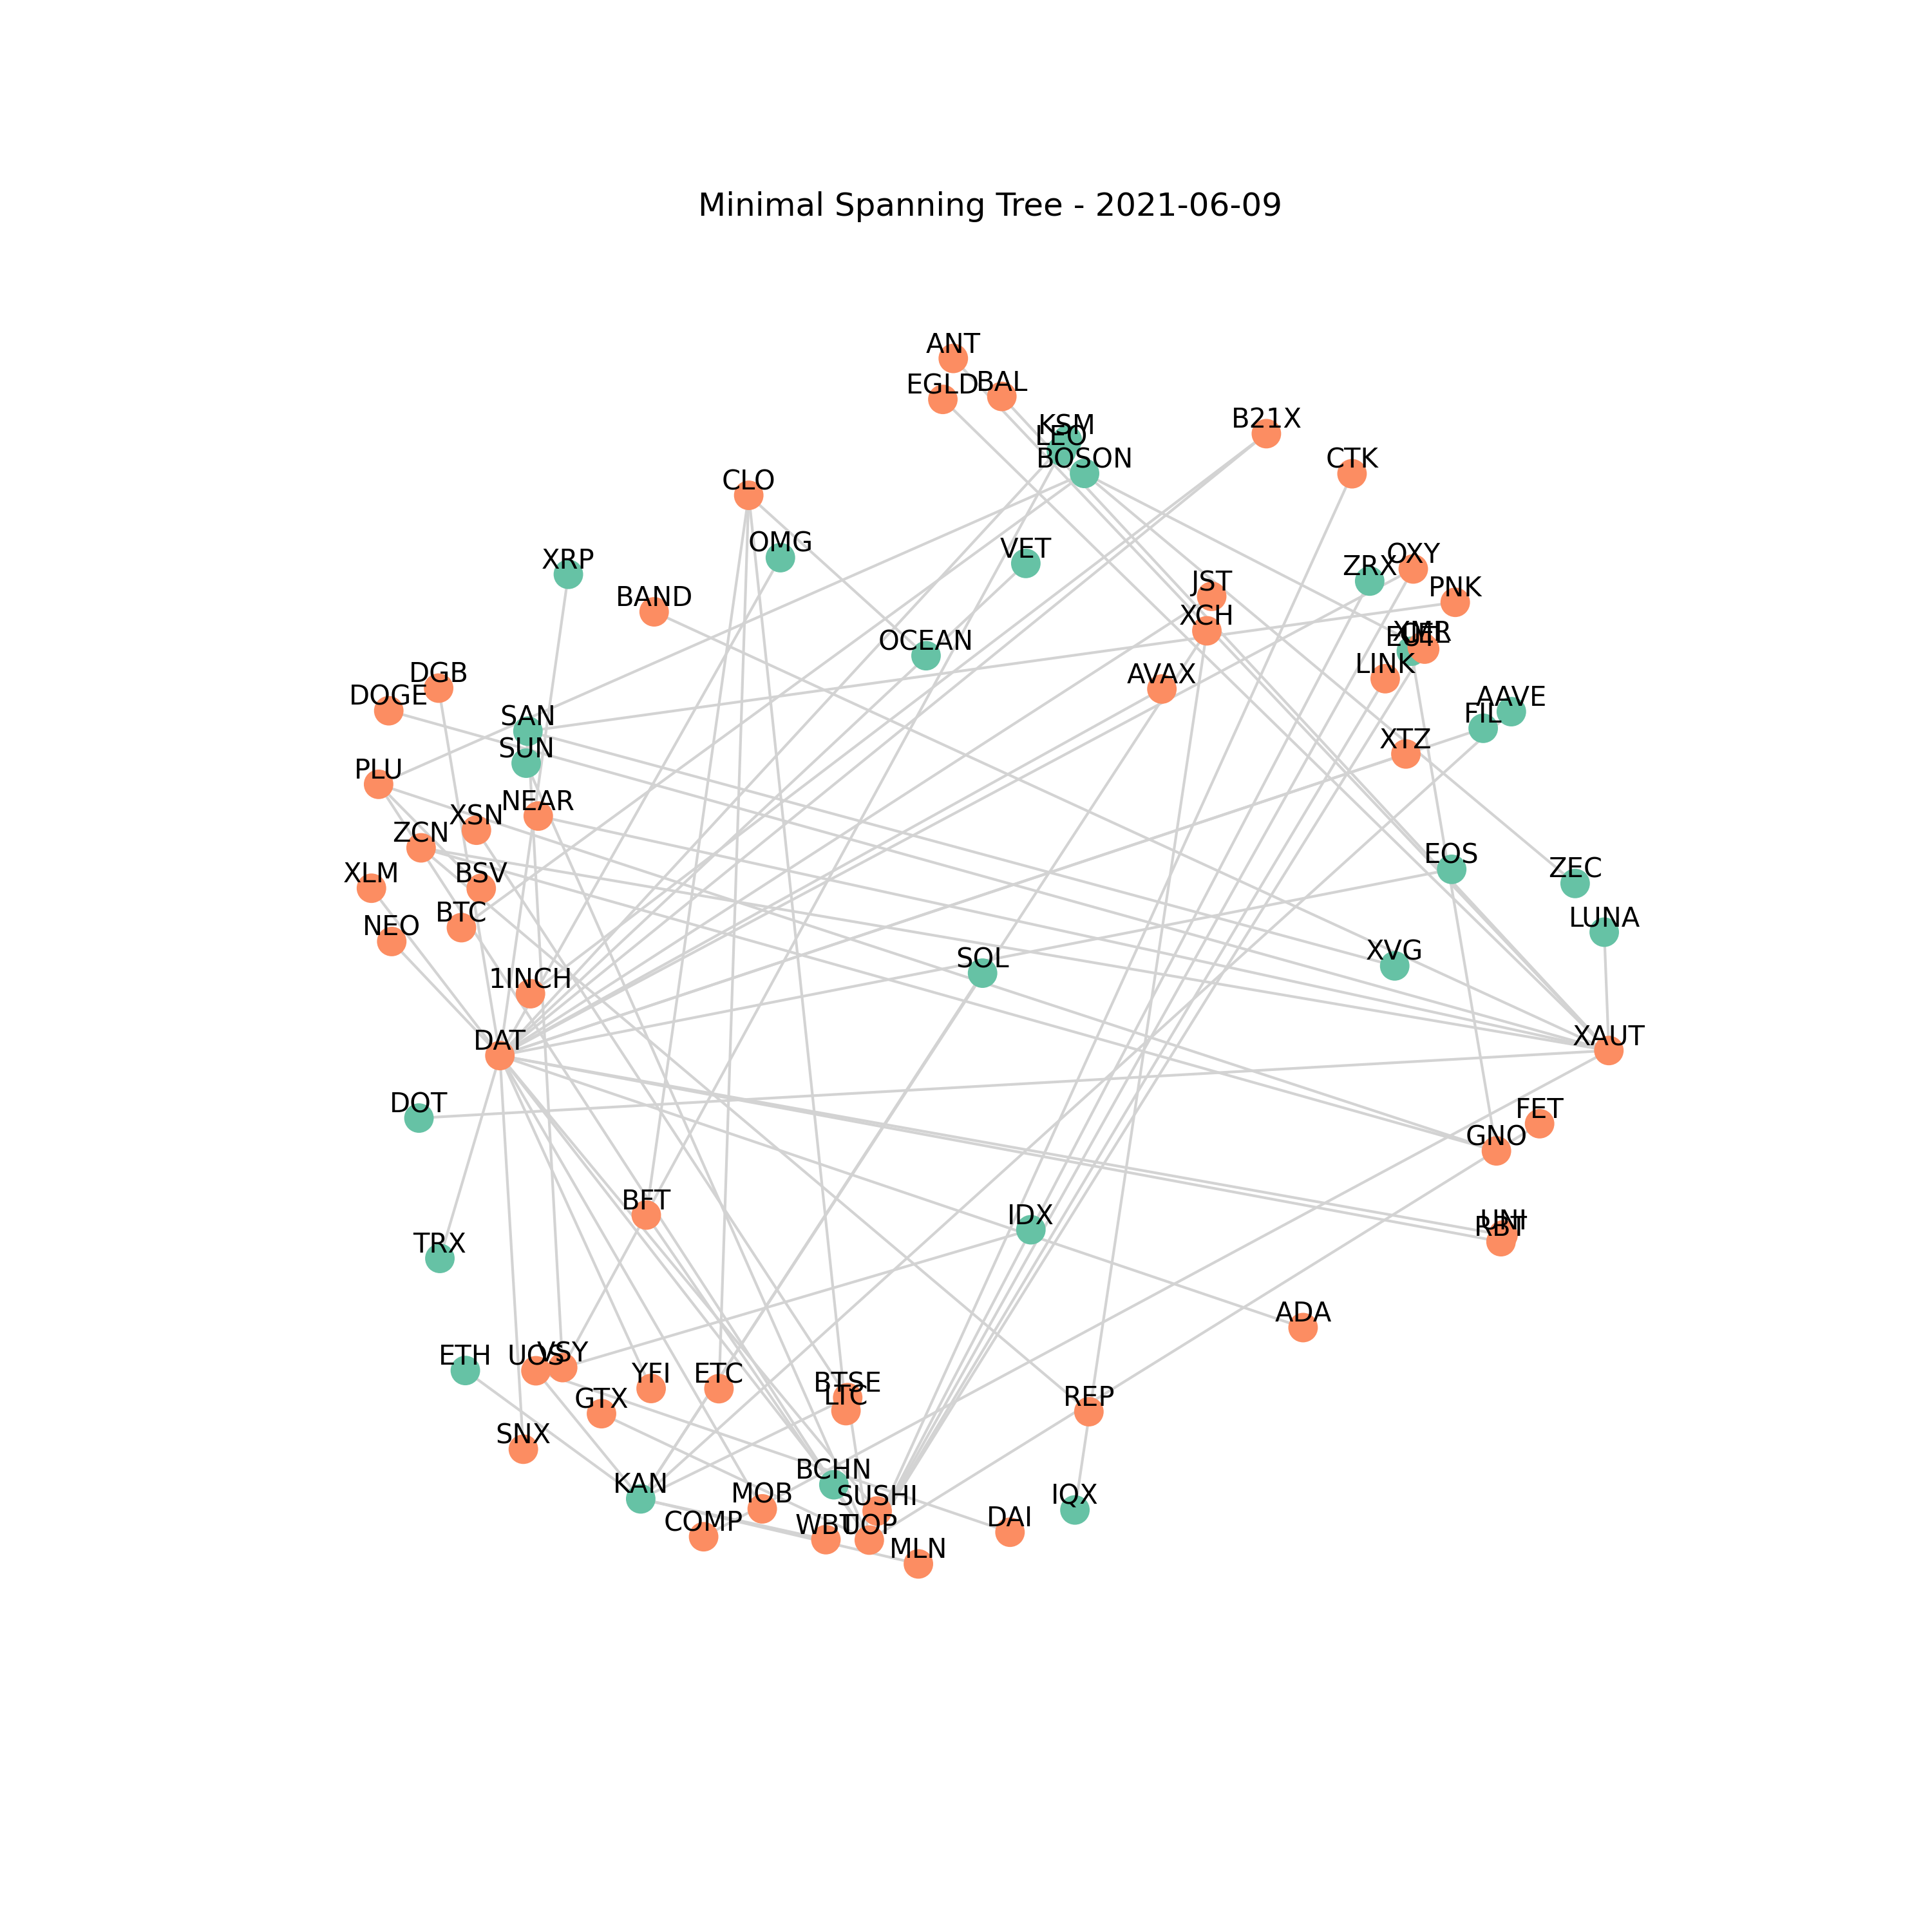 Minimal Spanning Tree - 2021-06-09
ANT
EGLD
BAL
KSM
LEO
BOSON
B21X
CTK
CLO
OMG
VET
XRP
BAND
JST
XCH
ZRX
OXY
PNK
OCEAN
AVAX
LINK
DGB
DOGE
SAN
SUN
AAVE
FIL
XTZ
PLU
NEAR
XSN
ZCN
XLM
BSV
BTC
NEO
EOS
ZEC
LUNA
XVG
SOL
1INCH
DAT
XAUT
DOT
FET
GNO
BFT
IDX
UNI
RBT
TRX
ADA
ETH
UOS
VSY
YFI
ETC
BTSE
LTC
GTX
REP
SNX
KAN
BCHN
MOB
SUSHI
IQX
COMP
WBT
UOP
DAI
MLN